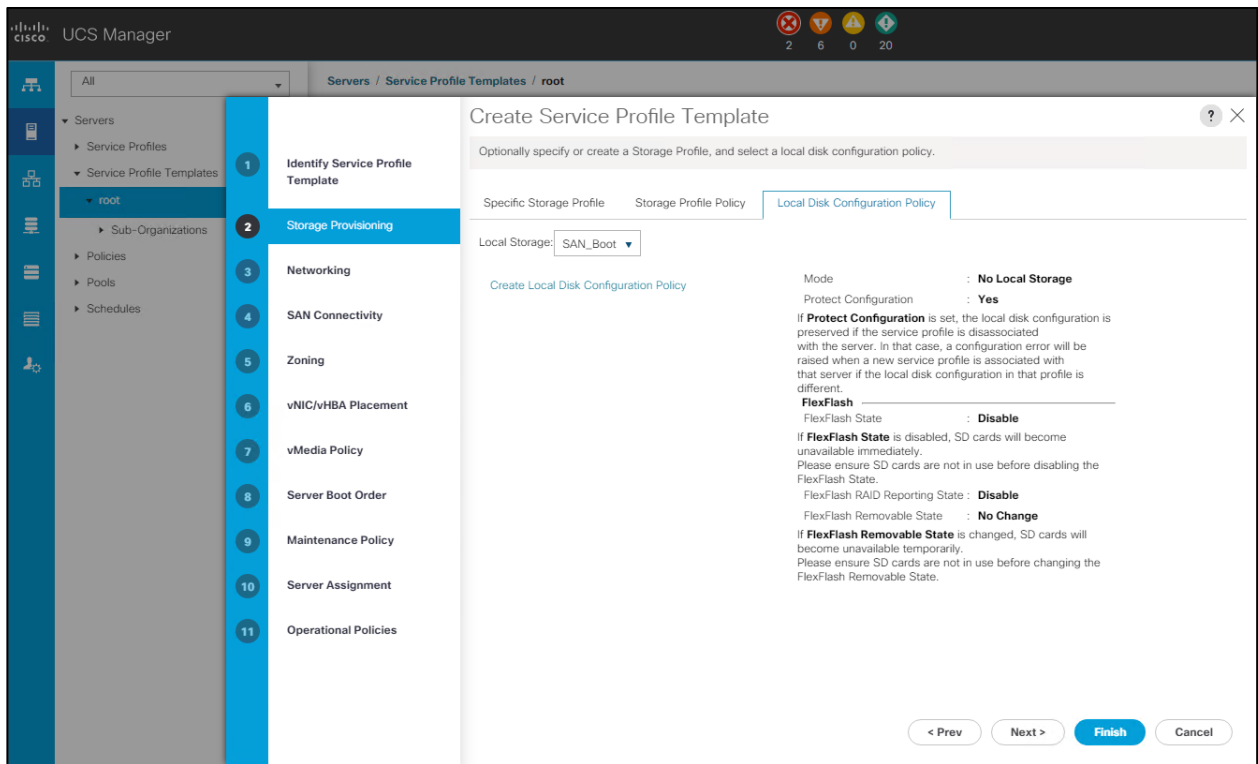 CISCO. UCS Manager
2 6 0 20
All
Servers / Service Profile Templates / root
Servers
Service Profiles
Service Profile Templates
root
Sub-Organizations
Policies
Pools
Schedules
1 Identify Service Profile
Template
2 Storage Provisioning
3 Networking
4 SAN Connectivity
5 Zoning
6 vNIC/vHBA Placement
7 vMedia Policy
8 Server Boot Order
9 Maintenance Policy
10 Server Assignment
11 Operational Policies
Create Service Profile Template
? ×
Optionally specify or create a Storage Profile, and select a local disk configuration policy.
Specific Storage Profile Storage Profile Policy Local Disk Configuration Policy
Local Storage: SAN_Boot
Create Local Disk Configuration Policy
Mode : No Local Storage
Protect Configuration : Yes
If Protect Configuration is set, the local disk configuration is
preserved if the service profile is disassociated
with the server. In that case, a configuration error will be
raised when a new service profile is associated with
that server if the local disk configuration in that profile is
different.
FlexFlash
FlexFlash State : Disable
If FlexFlash State is disabled, SD cards will become
unavailable immediately.
Please ensure SD cards are not in use before disabling the
FlexFlash State.
FlexFlash RAID Reporting State : Disable
FlexFlash Removable State : No Change
If FlexFlash Removable State is changed, SD cards will
become unavailable temporarily.
Please ensure SD cards are not in use before changing the
FlexFlash Removable State.
< Prev Next > Finish Cancel